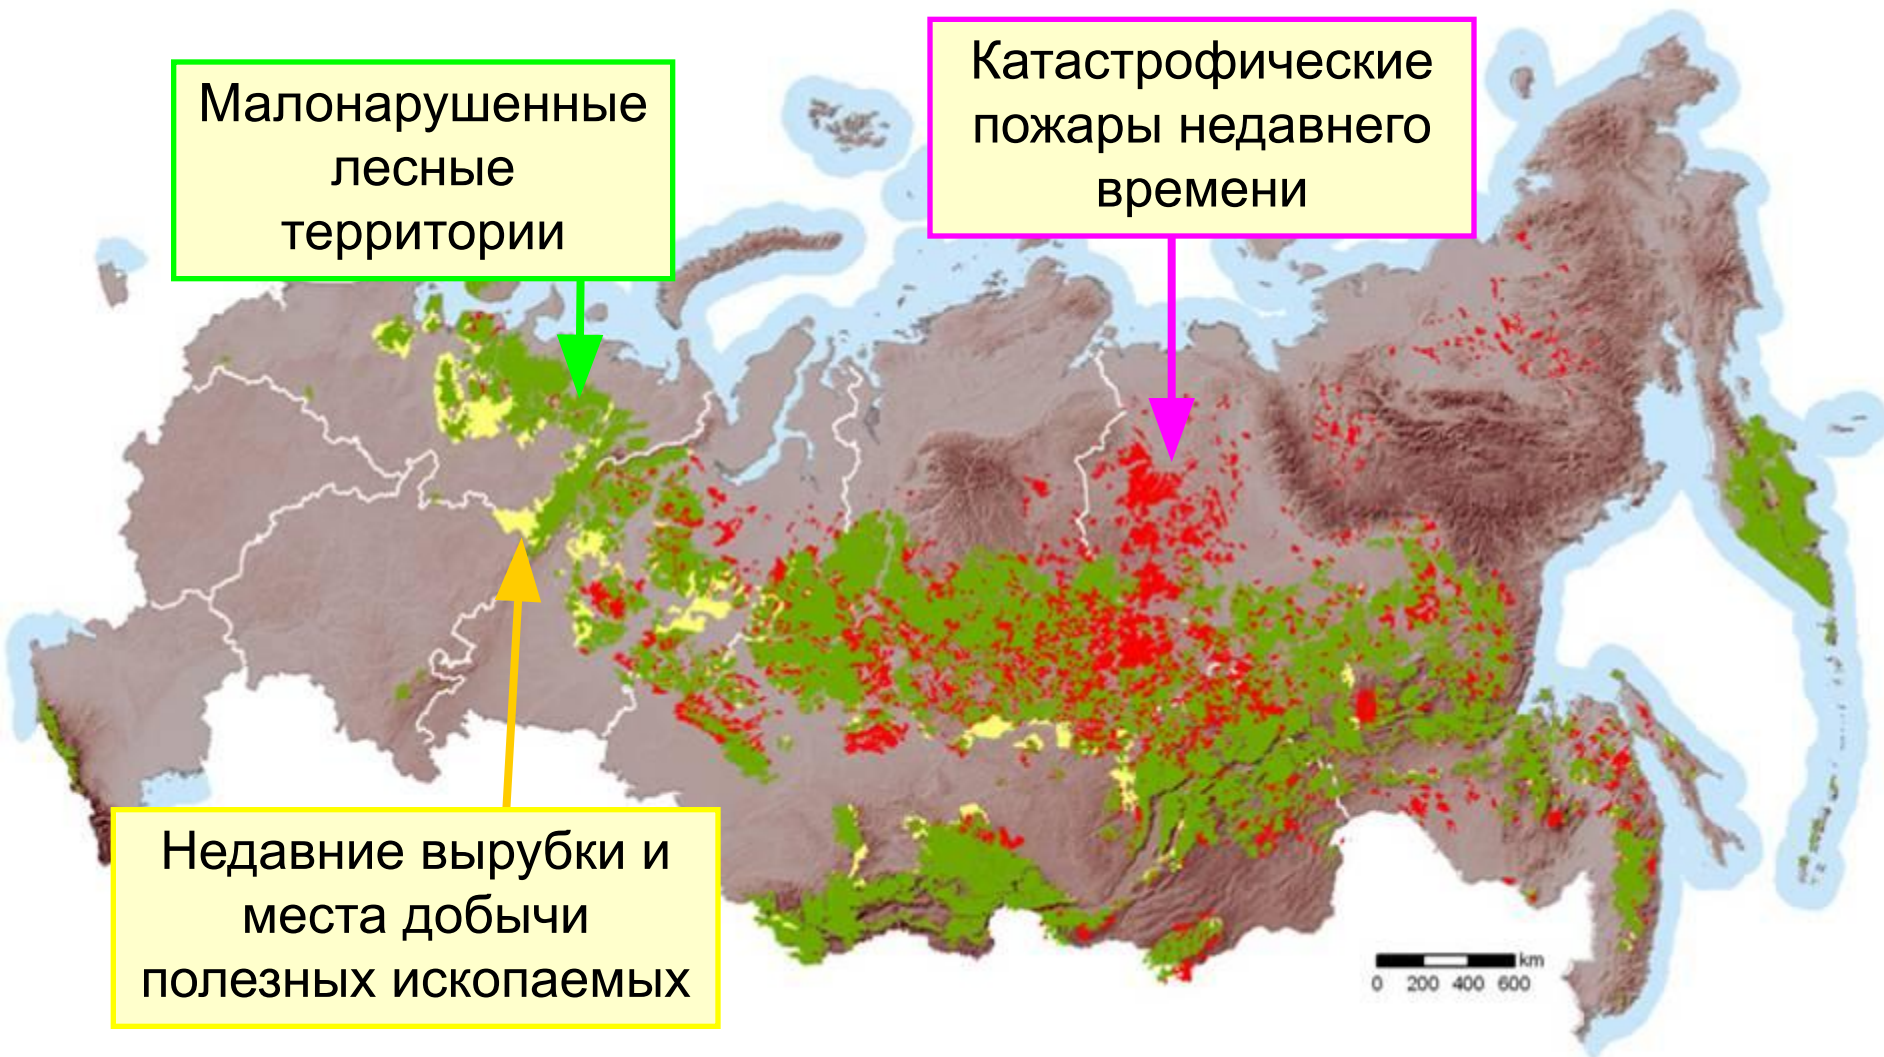 Малонарушенные
лесные
территории
Катастрофические
пожары недавнего
времени
Недавние вырубки и
места добычи
полезных ископаемых
km
0 200 400 600